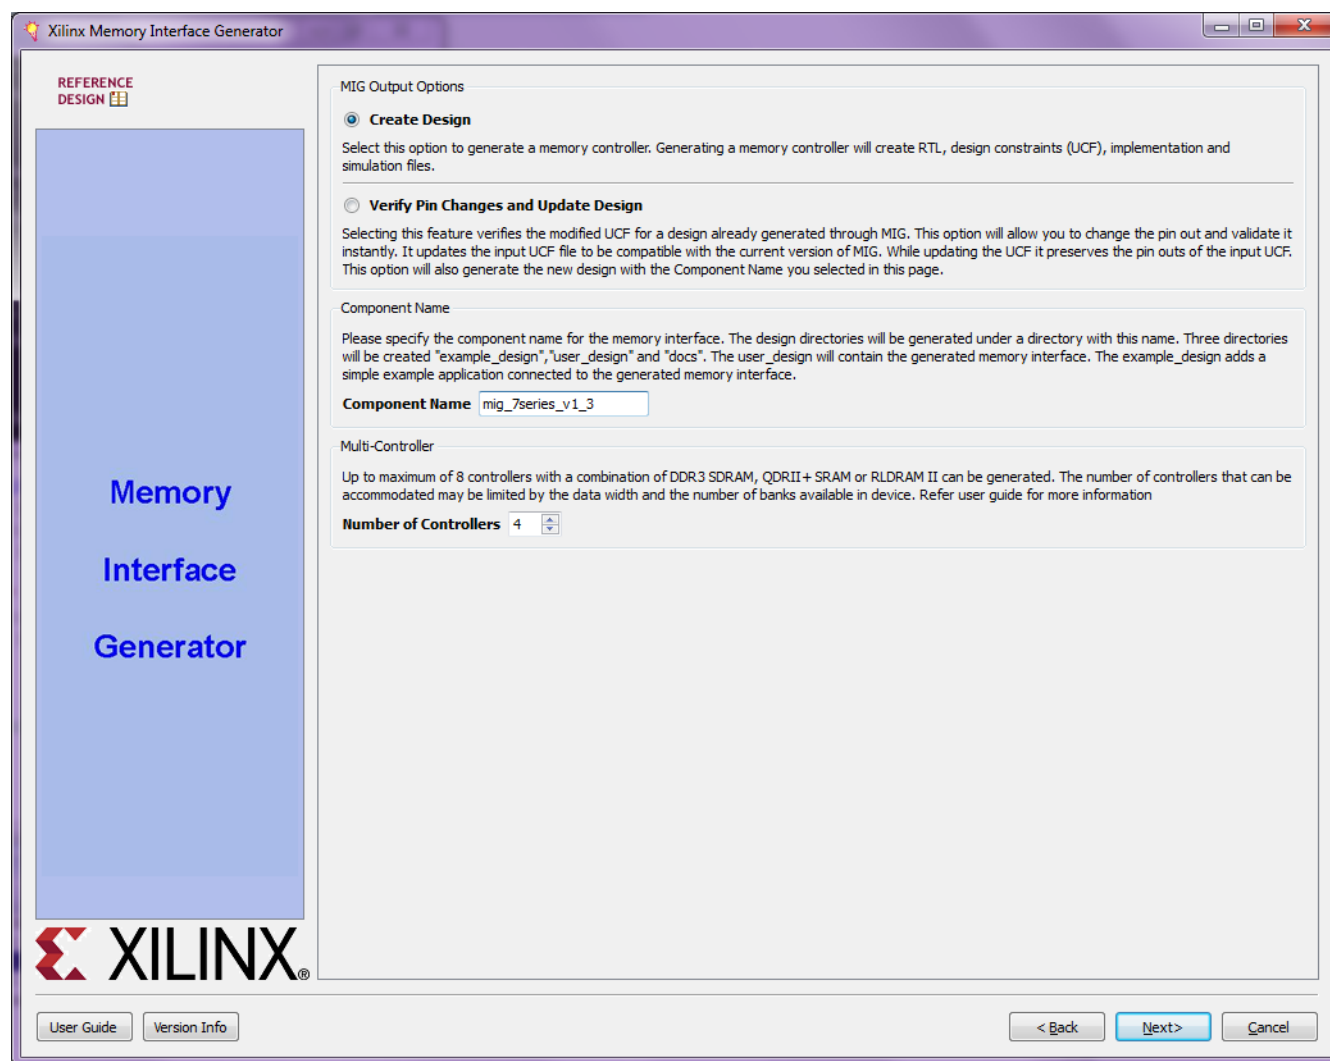 Xilinx Memory Interface Generator
REFERENCE
DESIGN
Memory
Interface
Generator
XILINX®
MIG Output Options
Create Design
Select this option to generate a memory controller. Generating a memory controller will create RTL, design constraints (UCF), implementation and
simulation files.
Verify Pin Changes and Update Design
Selecting this feature verifies the modified UCF for a design already generated through MIG. This option will allow you to change the pin out and validate it
instantly. It updates the input UCF file to be compatible with the current version of MIG. While updating the UCF it preserves the pin outs of the input UCF.
This option will also generate the new design with the Component Name you selected in this page.
Component Name
Please specify the component name for the memory interface. The design directories will be generated under a directory with this name. Three directories
will be created "example_design","user_design" and "docs". The user_design will contain the generated memory interface. The example_design adds a
simple example application connected to the generated memory interface.
Component Name mig_7series_v1_3
Multi-Controller
Up to maximum of 8 controllers with a combination of DDR3 SDRAM, QDRII+ SRAM or RLDRAM II can be generated. The number of controllers that can be
accommodated may be limited by the data width and the number of banks available in device. Refer user guide for more information
Number of Controllers 4
User Guide Version Info < Back Next> Cancel